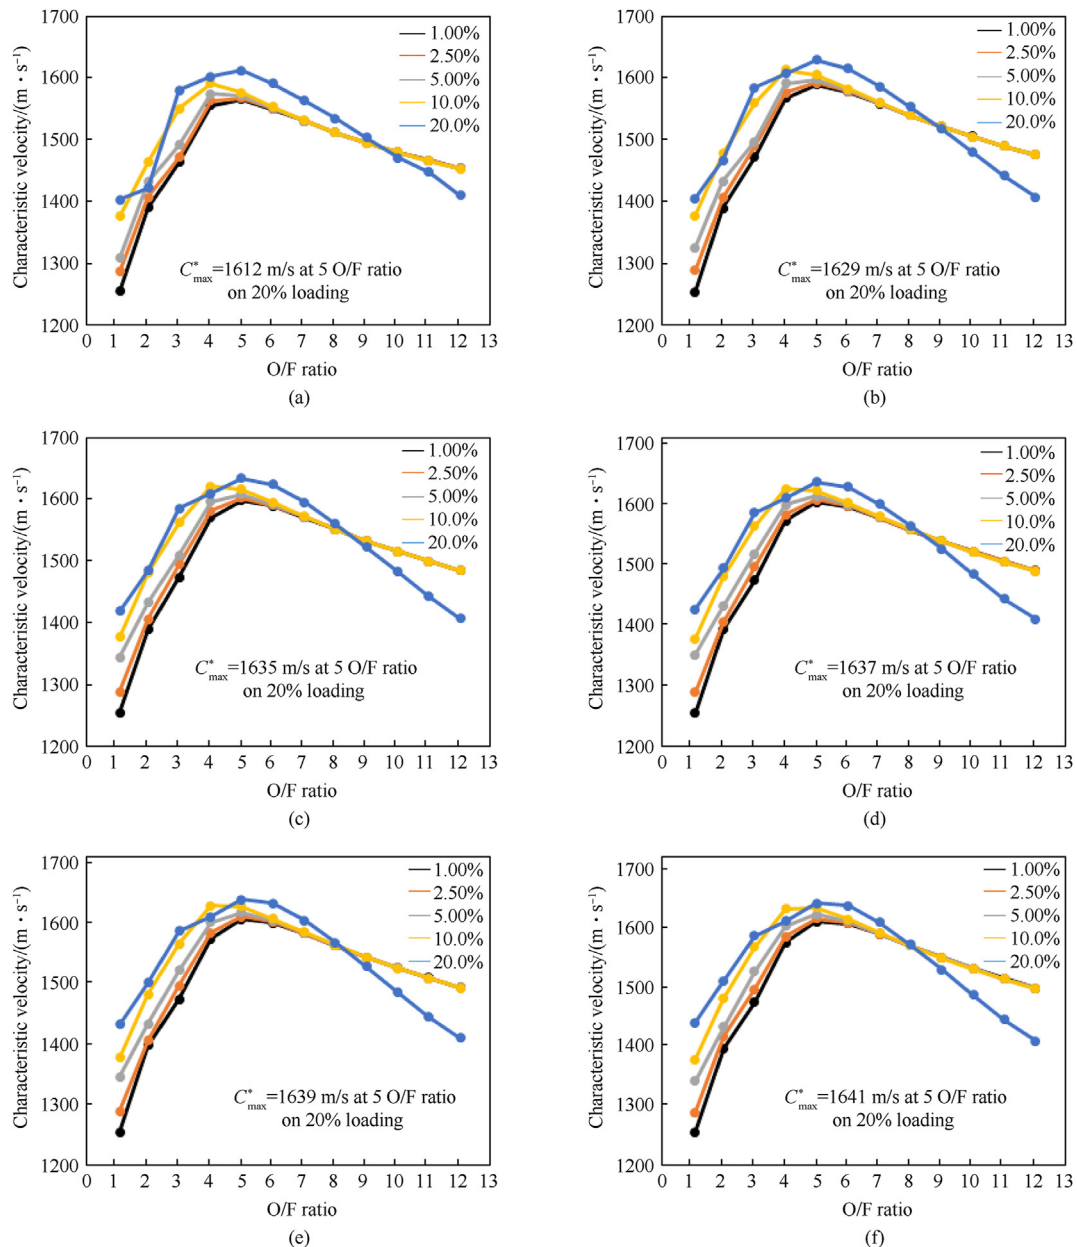 1700
1600
1500
1400
1300
1200
Characteristic velocity/(m · s⁻¹)
1.00%
2.50%
5.00%
10.0%
20.0%
C*max=1612 m/s at 5 O/F ratio
on 20% loading
0 1 2 3 4 5 6 7 8 9 10 11 12 13
O/F ratio
(a)
1700
1600
1500
1400
1300
1200
Characteristic velocity/(m · s⁻¹)
1.00%
2.50%
5.00%
10.0%
20.0%
C*max=1629 m/s at 5 O/F ratio
on 20% loading
0 1 2 3 4 5 6 7 8 9 10 11 12 13
O/F ratio
(b)
1700
1600
1500
1400
1300
1200
Characteristic velocity/(m · s⁻¹)
1.00%
2.50%
5.00%
10.0%
20.0%
C*max=1635 m/s at 5 O/F ratio
on 20% loading
0 1 2 3 4 5 6 7 8 9 10 11 12 13
O/F ratio
(c)
1700
1600
1500
1400
1300
1200
Characteristic velocity/(m · s⁻¹)
1.00%
2.50%
5.00%
10.0%
20.0%
C*max=1637 m/s at 5 O/F ratio
on 20% loading
0 1 2 3 4 5 6 7 8 9 10 11 12 13
O/F ratio
(d)
1700
1600
1500
1400
1300
1200
Characteristic velocity/(m · s⁻¹)
1.00%
2.50%
5.00%
10.0%
20.0%
C*max=1639 m/s at 5 O/F ratio
on 20% loading
0 1 2 3 4 5 6 7 8 9 10 11 12 13
O/F ratio
(e)
1700
1600
1500
1400
1300
1200
Characteristic velocity/(m · s⁻¹)
1.00%
2.50%
5.00%
10.0%
20.0%
C*max=1641 m/s at 5 O/F ratio
on 20% loading
0 1 2 3 4 5 6 7 8 9 10 11 12 13
O/F ratio
(f)